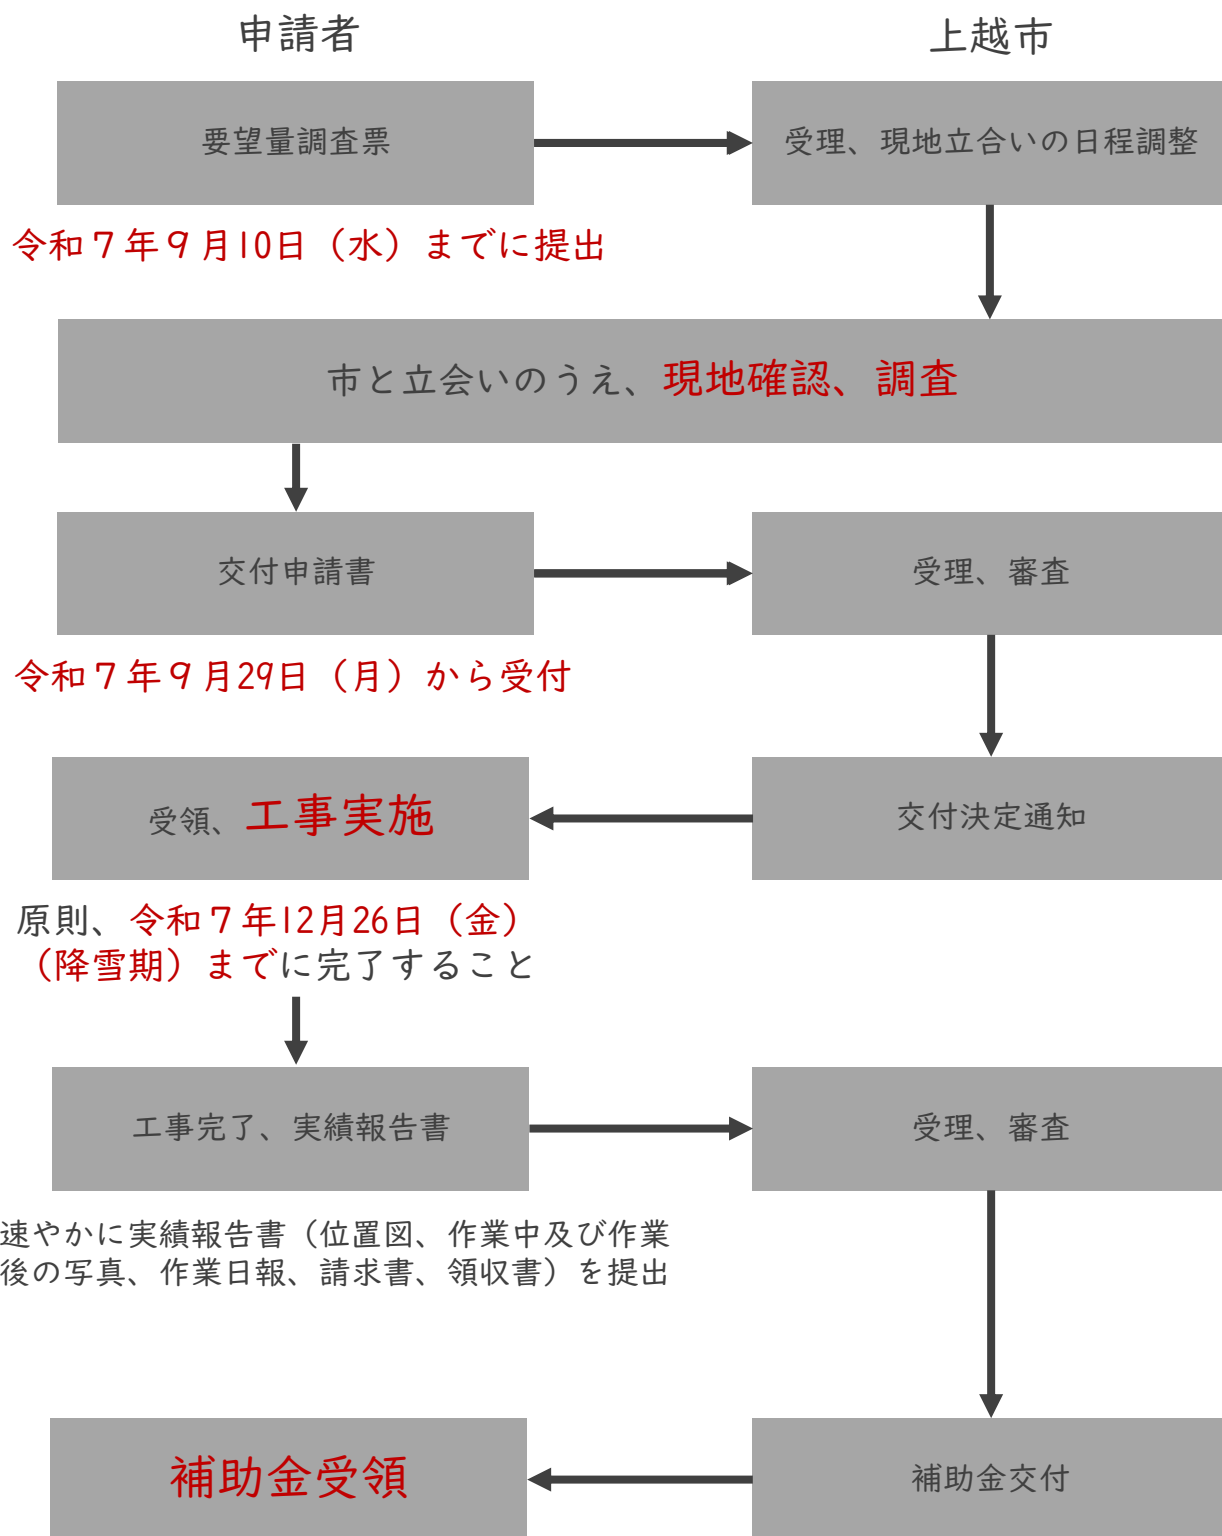 申請者
上越市
要望量調査票
受理、現地立合いの日程調整
令和７年９月10日（水）までに提出
市と立会いのうえ、現地確認、調査
交付申請書
受理、審査
令和７年９月29日（月）から受付
受領、工事実施
交付決定通知
原則、令和７年12月26日（金）
（降雪期）までに完了すること
工事完了、実績報告書
受理、審査
速やかに実績報告書（位置図、作業中及び作業
後の写真、作業日報、請求書、領収書）を提出
補助金受領
補助金交付